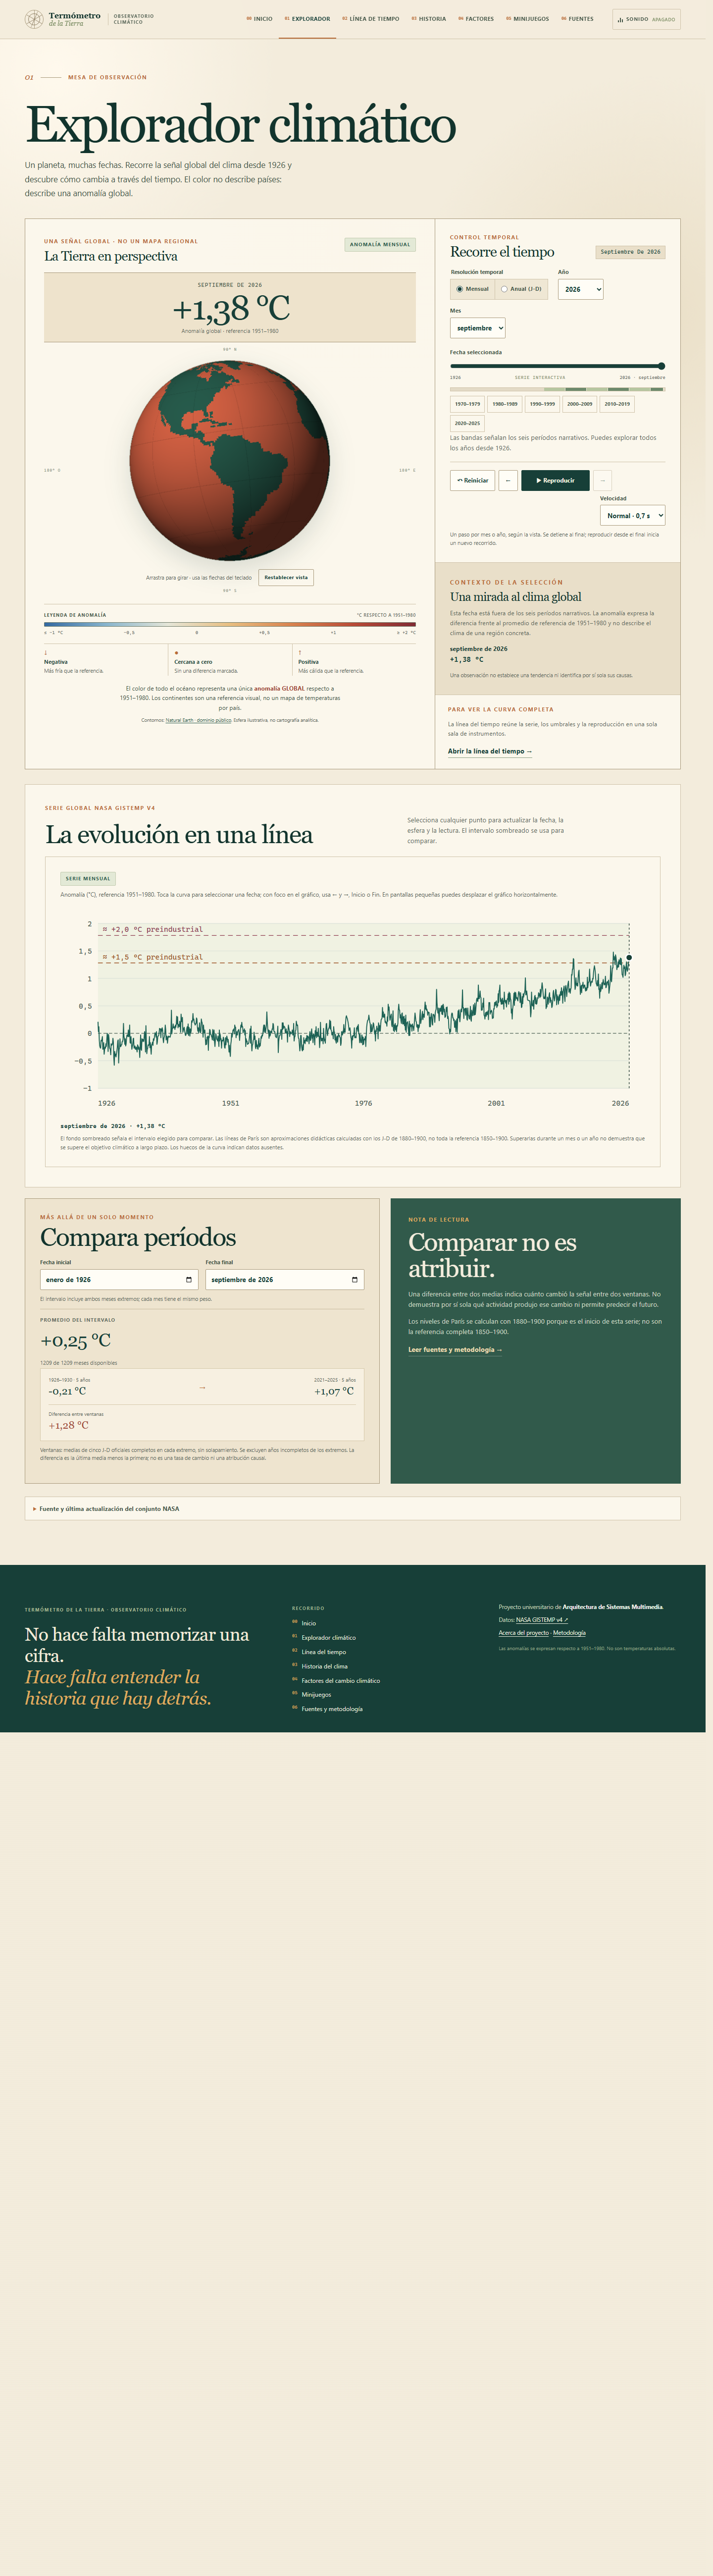 Termómetro
de la Tierra
OBSERVATORIO
CLIMÁTICO
00 INICIO
01 EXPLORADOR
02 LÍNEA DE TIEMPO
03 HISTORIA
04 FACTORES
05 MINIJUEGOS
06 FUENTES
SONIDO APAGADO
01 MESA DE OBSERVACIÓN
Explorador climático
Un planeta, muchas fechas. Recorre la señal global del clima desde 1926 y
descubre cómo cambia a través del tiempo. El color no describe países:
describe una anomalía global.
UNA SEÑAL GLOBAL · NO UN MAPA REGIONAL
La Tierra en perspectiva
ANOMALÍA MENSUAL
SEPTIEMBRE DE 2026
+1,38 °C
Anomalía global · referencia 1951–1980
90° N
180° O
180° E
Arrastra para girar · usa las flechas del teclado
Restablecer vista
90° S
LEYENDA DE ANOMALÍA
°C RESPECTO A 1951–1980
≤ −1 °C
−0,5
0
+0,5
+1
≥ +2 °C
↓
Negativa
Más fría que la referencia.
●
Cercana a cero
Sin una diferencia marcada.
↑
Positiva
Más cálida que la referencia.
El color de todo el océano representa una única anomalía GLOBAL respecto a
1951–1980. Los continentes son una referencia visual, no un mapa de temperaturas
por país.
Contornos: Natural Earth · dominio público. Esfera ilustrativa, no cartografía analítica.
CONTROL TEMPORAL
Recorre el tiempo
Septiembre De 2026
Resolución temporal
Mensual
Anual (J-D)
Año
2026
Mes
septiembre
Fecha seleccionada
1926
SERIE INTERACTIVA
2026 · septiembre
1970–1979
1980–1989
1990–1999
2000–2009
2010–2019
2020–2025
Las bandas señalan los seis períodos narrativos. Puedes explorar todos
los años desde 1926.
↶ Reiniciar
←
▶ Reproducir
→
Velocidad
Normal · 0,7 s
Un paso por mes o año, según la vista. Se detiene al final; reproducir desde el final inicia
un nuevo recorrido.
CONTEXTO DE LA SELECCIÓN
Una mirada al clima global
Esta fecha está fuera de los seis períodos narrativos. La anomalía expresa la
diferencia frente al promedio de referencia de 1951–1980 y no describe el
clima de una región concreta.
septiembre de 2026
+1,38 °C
Una observación no establece una tendencia ni identifica por sí sola sus causas.
PARA VER LA CURVA COMPLETA
La línea del tiempo reúne la serie, los umbrales y la reproducción en una sola
sala de instrumentos.
Abrir la línea del tiempo →
SERIE GLOBAL NASA GISTEMP V4
La evolución en una línea
Selecciona cualquier punto para actualizar la fecha, la
esfera y la lectura. El intervalo sombreado se usa para
comparar.
SERIE MENSUAL
Anomalía (°C), referencia 1951–1980. Toca la curva para seleccionar una fecha; con foco en el gráfico, usa ← y →, Inicio o Fin. En pantallas pequeñas puedes desplazar el gráfico horizontalmente.
2
≈ +2,0 °C preindustrial
1,5
≈ +1,5 °C preindustrial
1
0,5
0
−0,5
−1
1926
1951
1976
2001
2026
septiembre de 2026 · +1,38 °C
El fondo sombreado señala el intervalo elegido para comparar. Las líneas de París son aproximaciones didácticas calculadas con los J-D de 1880–1900, no toda la referencia 1850–1900. Superarlas durante un mes o un año no demuestra que
se supere el objetivo climático a largo plazo. Los huecos de la curva indican datos ausentes.
MÁS ALLÁ DE UN SOLO MOMENTO
Compara períodos
Fecha inicial
enero de 1926
Fecha final
septiembre de 2026
El intervalo incluye ambos meses extremos; cada mes tiene el mismo peso.
PROMEDIO DEL INTERVALO
+0,25 °C
1209 de 1209 meses disponibles
1926–1930 · 5 años
-0,21 °C
→
2021–2025 · 5 años
+1,07 °C
Diferencia entre ventanas
+1,28 °C
Ventanas: medias de cinco J-D oficiales completos en cada extremo, sin solapamiento. Se excluyen años incompletos de los extremos. La
diferencia es la última media menos la primera; no es una tasa de cambio ni una atribución causal.
NOTA DE LECTURA
Comparar no es
atribuir.
Una diferencia entre dos medias indica cuánto cambió la señal entre dos ventanas. No
demuestra por sí sola qué actividad produjo ese cambio ni permite predecir el futuro.
Los niveles de París se calculan con 1880–1900 porque es el inicio de esta serie; no son
la referencia completa 1850–1900.
Leer fuentes y metodología →
▸ Fuente y última actualización del conjunto NASA
TERMÓMETRO DE LA TIERRA · OBSERVATORIO CLIMÁTICO
No hace falta memorizar una
cifra.
Hace falta entender la
historia que hay detrás.
RECORRIDO
00 Inicio
01 Explorador climático
02 Línea del tiempo
03 Historia del clima
04 Factores del cambio climático
05 Minijuegos
06 Fuentes y metodología
Proyecto universitario de Arquitectura de Sistemas Multimedia.
Datos: NASA GISTEMP v4 ↗
Acerca del proyecto · Metodología
Las anomalías se expresan respecto a 1951–1980. No son temperaturas absolutas.